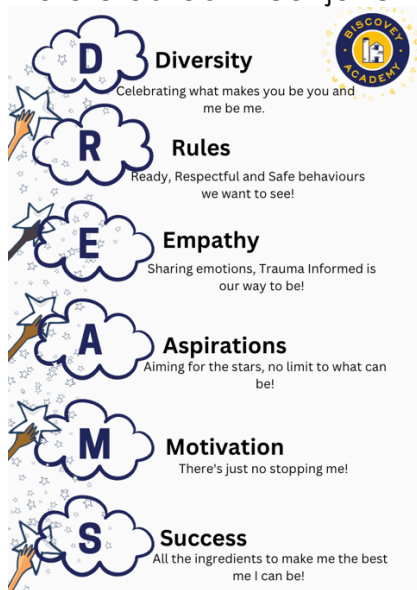 BISCOVEY
ACADEMY
D
Diversity
Celebrating what makes you be you and
me be me.
R
Rules
Ready, Respectful and Safe behaviours
we want to see!
E
Empathy
Sharing emotions, Trauma Informed is
our way to be!
A
Aspirations
Aiming for the stars, no limit to what can
be!
M
Motivation
There's just no stopping me!
S
Success
All the ingredients to make me the best
me I can be!